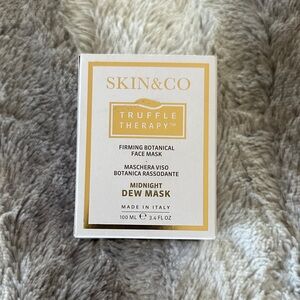 SKIN&CO
TRUFFLE
THERAPY™
FIRMING BOTANICAL
FACE MASK
MASCHERA VISO
BOTANICA RASSODANTE
MIDNIGHT
DEW MASK
MADE IN ITALY
100 ML ℮ 3.4 FL OZ